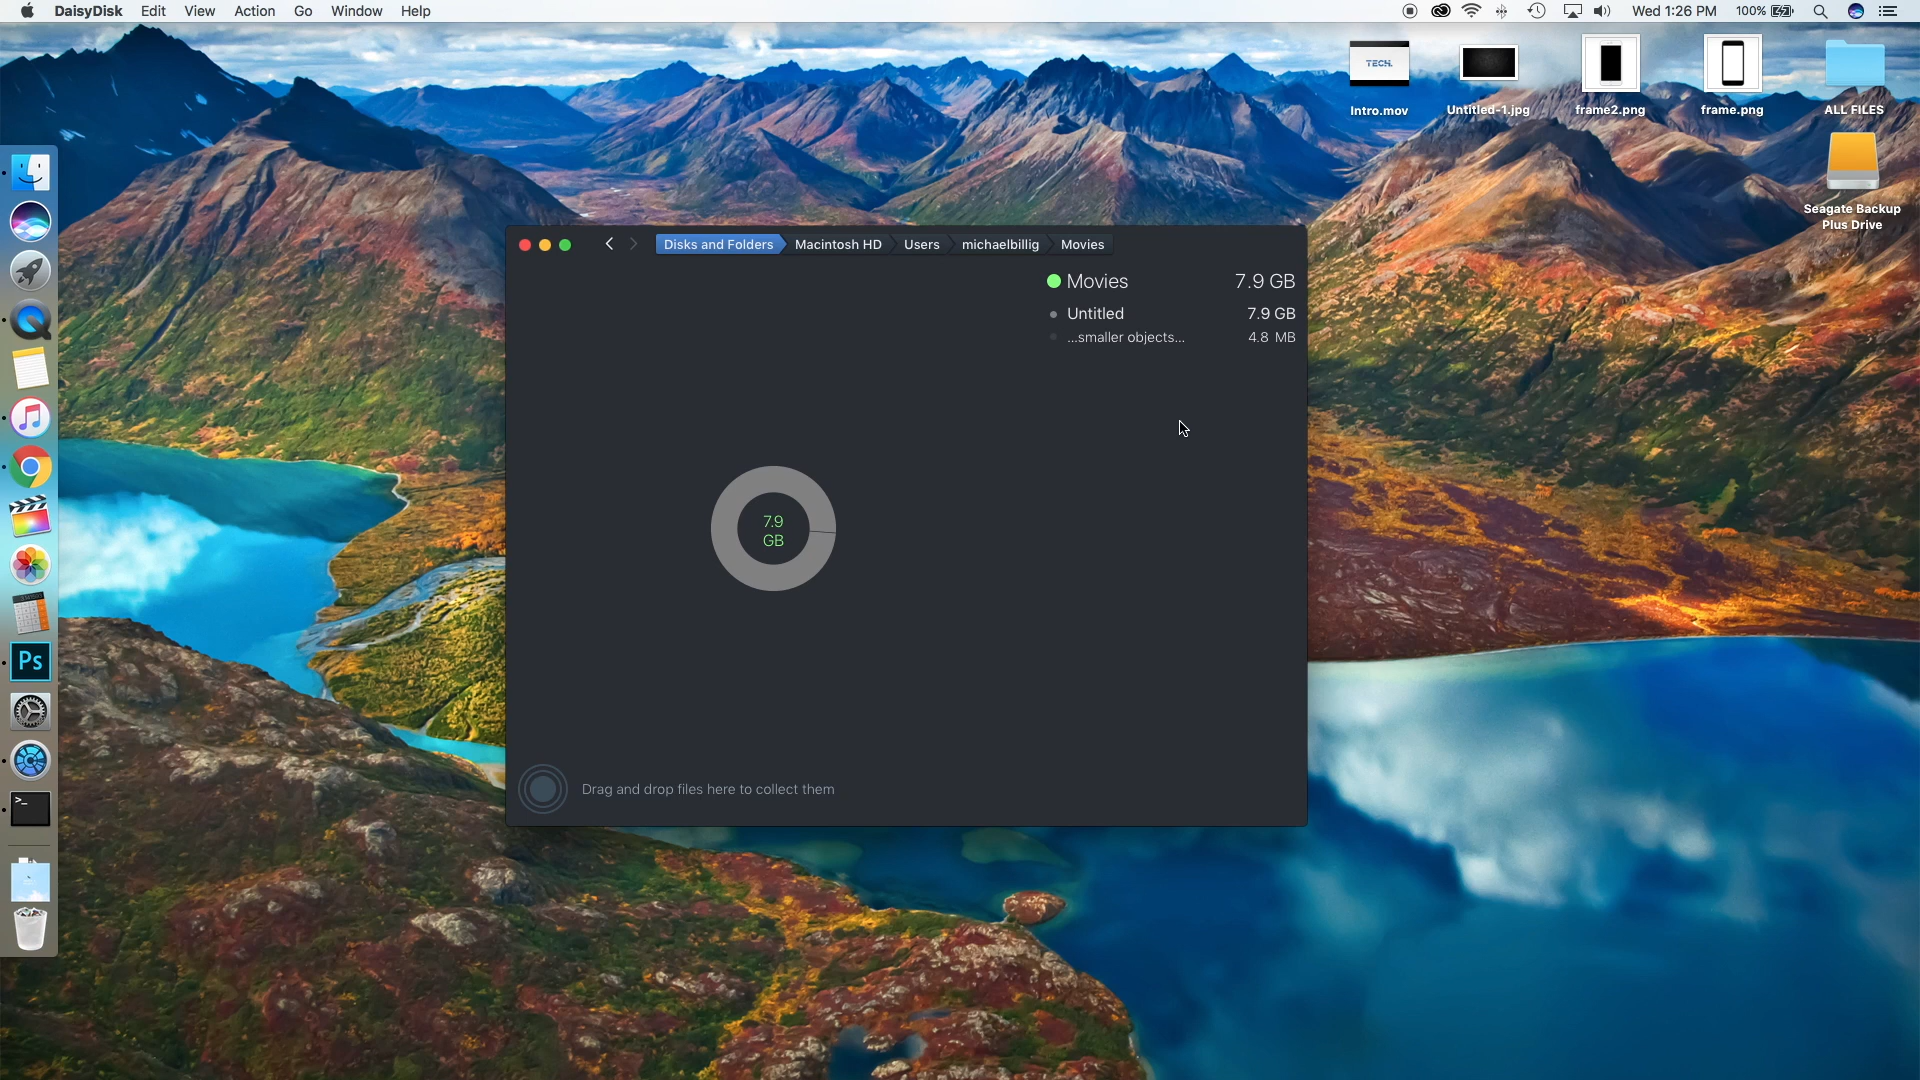 DaisyDisk Edit View Action Go Window Help
Wed 1:26 PM 100%
TECH.
Intro.mov
Untitled-1.jpg
frame2.png
frame.png
ALL FILES
Seagate Backup
Plus Drive
Disks and Folders Macintosh HD Users michaelbillig Movies
Movies 7.9 GB
Untitled 7.9 GB
...smaller objects... 4.8 MB
7.9
GB
Drag and drop files here to collect them
Ps
>_